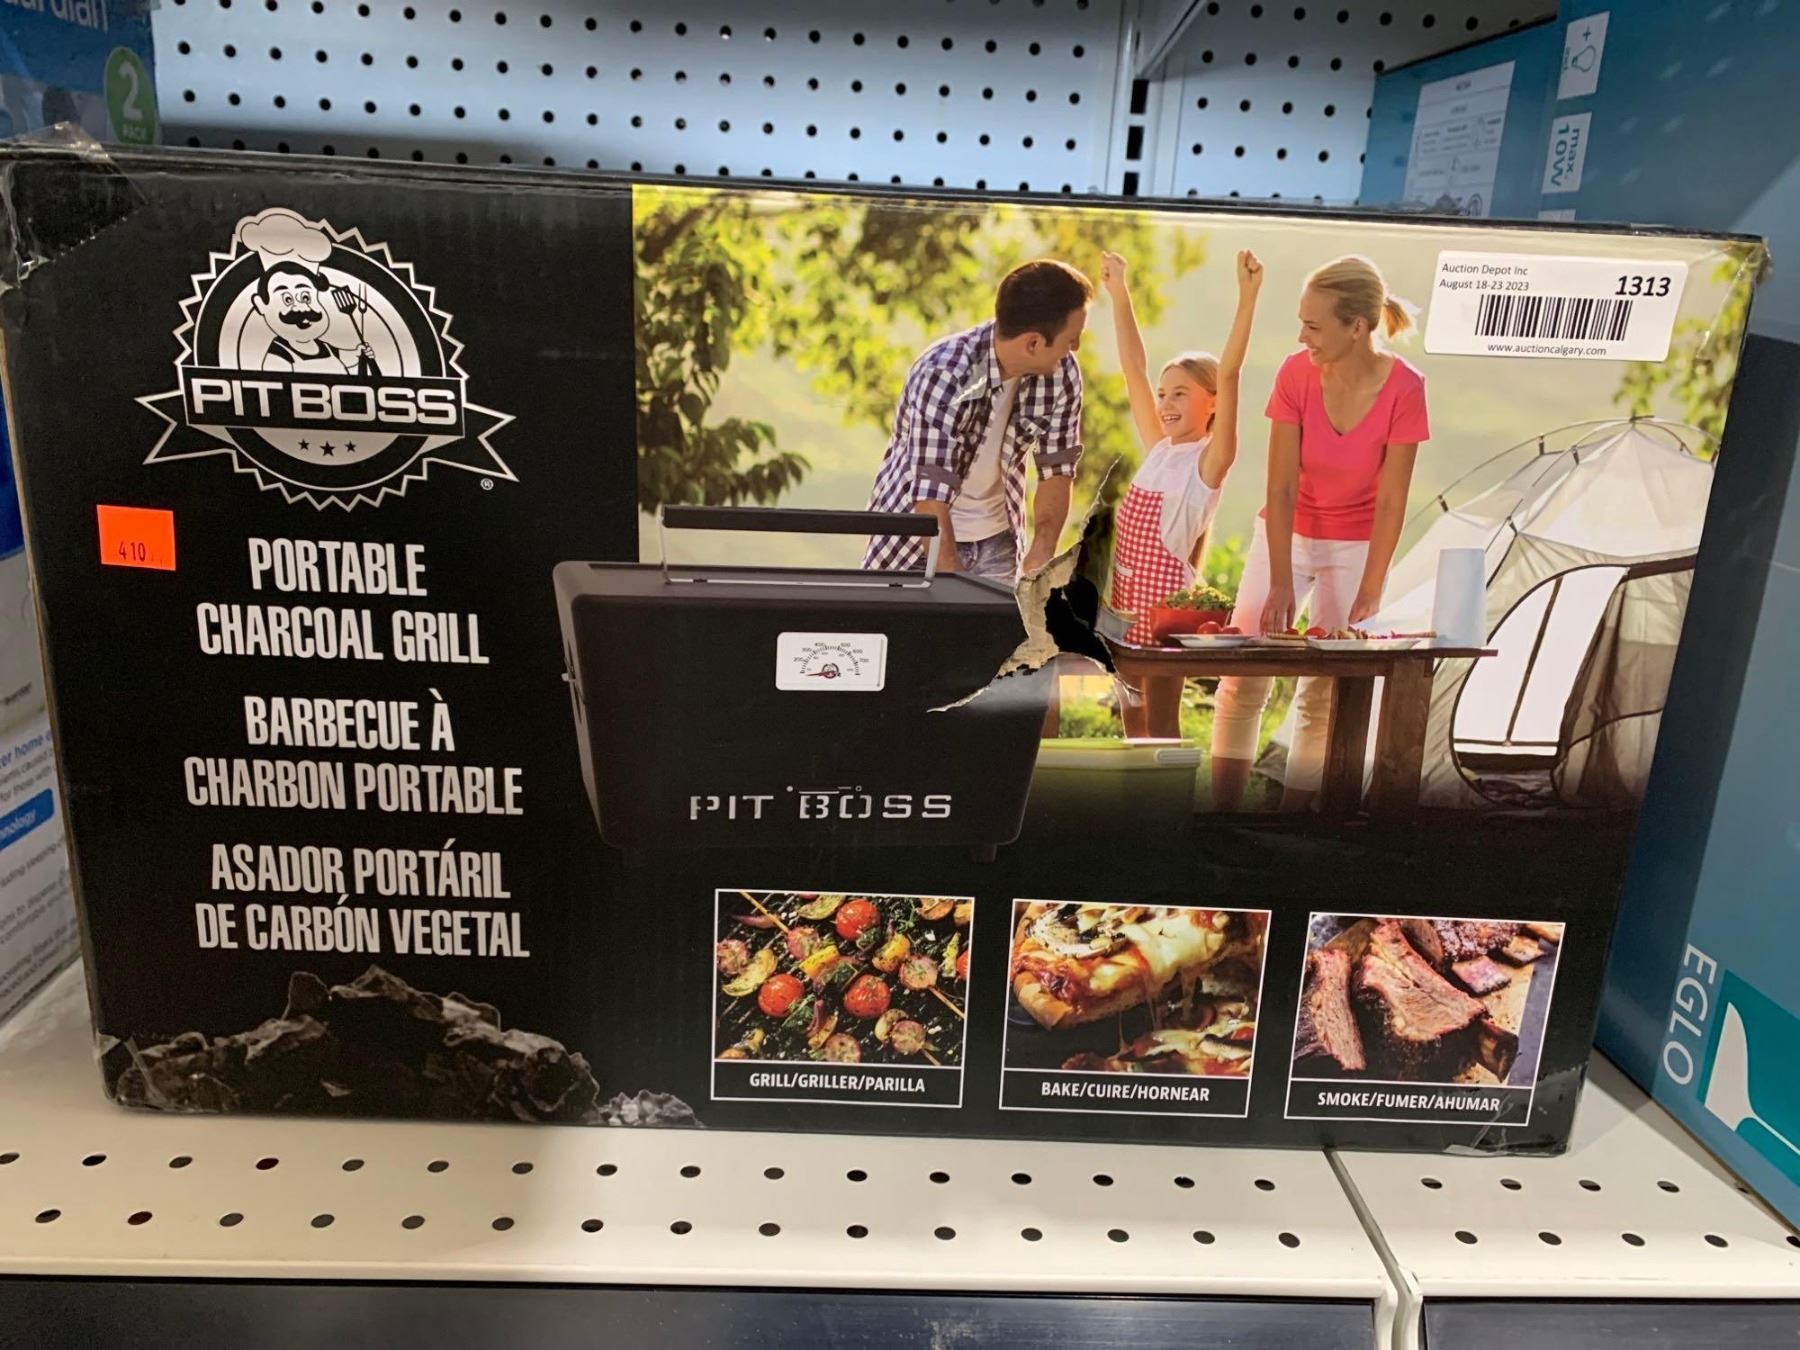 2
PACK
PIT BOSS
®
410
PORTABLE
CHARCOAL GRILL
BARBECUE À
CHARBON PORTABLE
ASADOR PORTÁRIL
DE CARBÓN VEGETAL
Auction Depot Inc
August 18-23 2023
1313
www.auctioncalgary.com
PIT BOSS
GRILL/GRILLER/PARILLA
BAKE/CUIRE/HORNEAR
SMOKE/FUMER/AHUMAR
max.
10W
EGLO